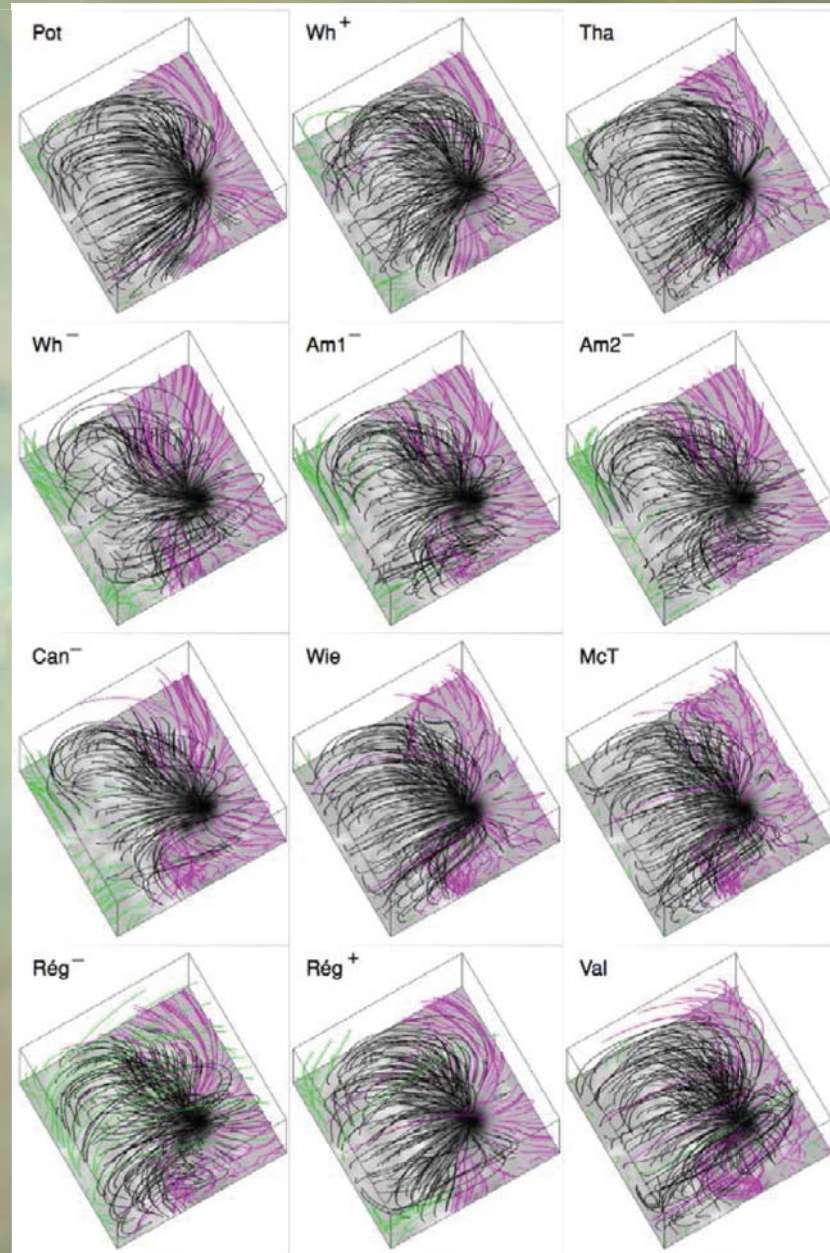 Pot Wh⁺ Tha
Wh⁻ Am1⁻ Am2⁻
Can⁻ Wie McT
Rég⁻ Rég⁺ Val